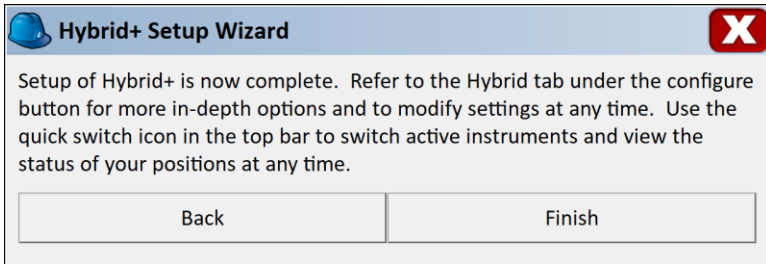 Hybrid+ Setup Wizard
X
Setup of Hybrid+ is now complete.  Refer to the Hybrid tab under the configure
button for more in-depth options and to modify settings at any time.  Use the
quick switch icon in the top bar to switch active instruments and view the
status of your positions at any time.
Back
Finish